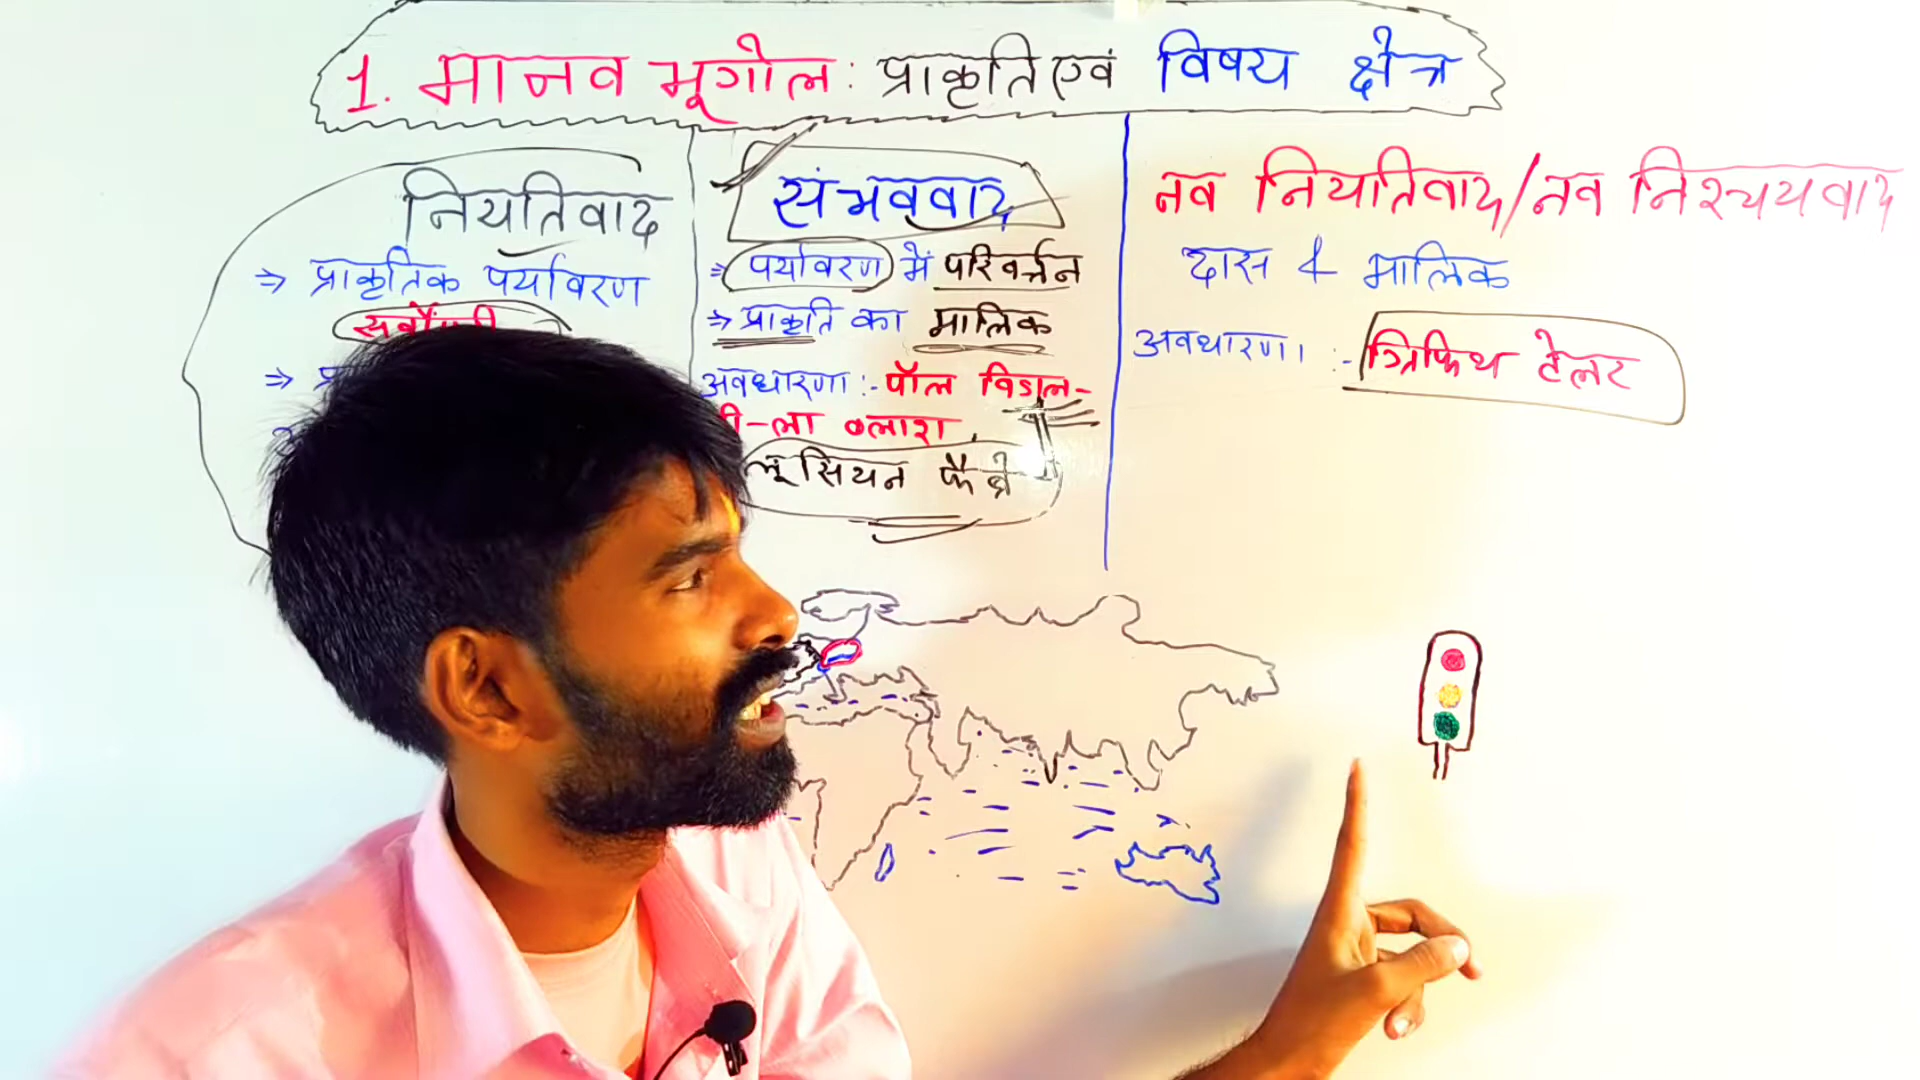 1. मानव भूगोल : प्राकृति एवं विषय क्षेत्र
नियतिवाद
⇒ प्राकृतिक पर्यावरण
संभववाद
⇒ पर्यावरण में परिवर्तन
⇒ प्राकृति का मालिक
अवधारणा :- पॉल विडाल-
-ला ब्लाश,
लूसियन फैब्रे
नव नियतिवाद/नव निश्चयवाद
दास & मालिक
अवधारणा :- ग्रिफिथ टेलर